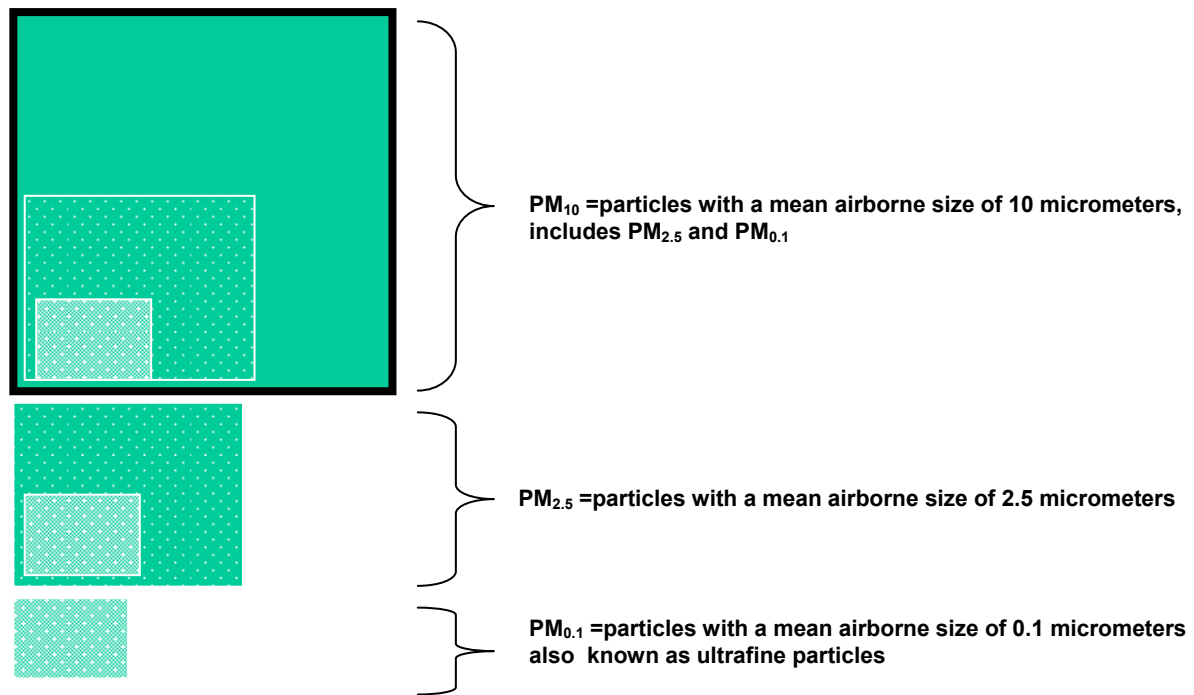 PM₁₀ =particles with a mean airborne size of 10 micrometers,
includes PM₂.₅ and PM₀.₁
PM₂.₅ =particles with a mean airborne size of 2.5 micrometers
PM₀.₁ =particles with a mean airborne size of 0.1 micrometers
also known as ultrafine particles